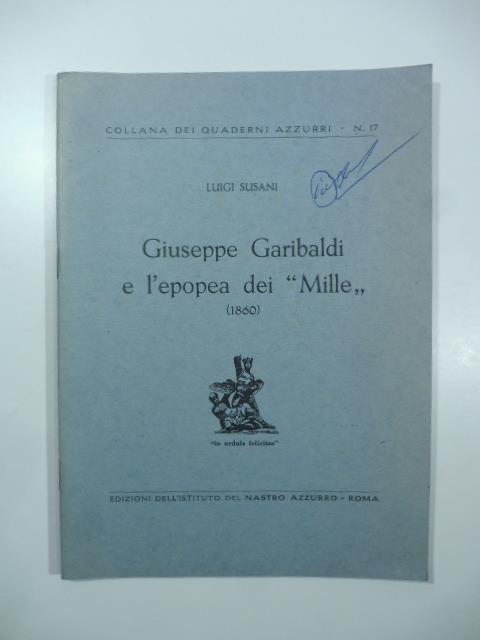 COLLANA DEI QUADERNI AZZURRI - N. 17
LUIGI SUSANI
Giuseppe Garibaldi
e l'epopea dei “Mille„
(1860)
"in arduis felicitas"
EDIZIONI DELL'ISTITUTO DEL NASTRO AZZURRO - ROMA